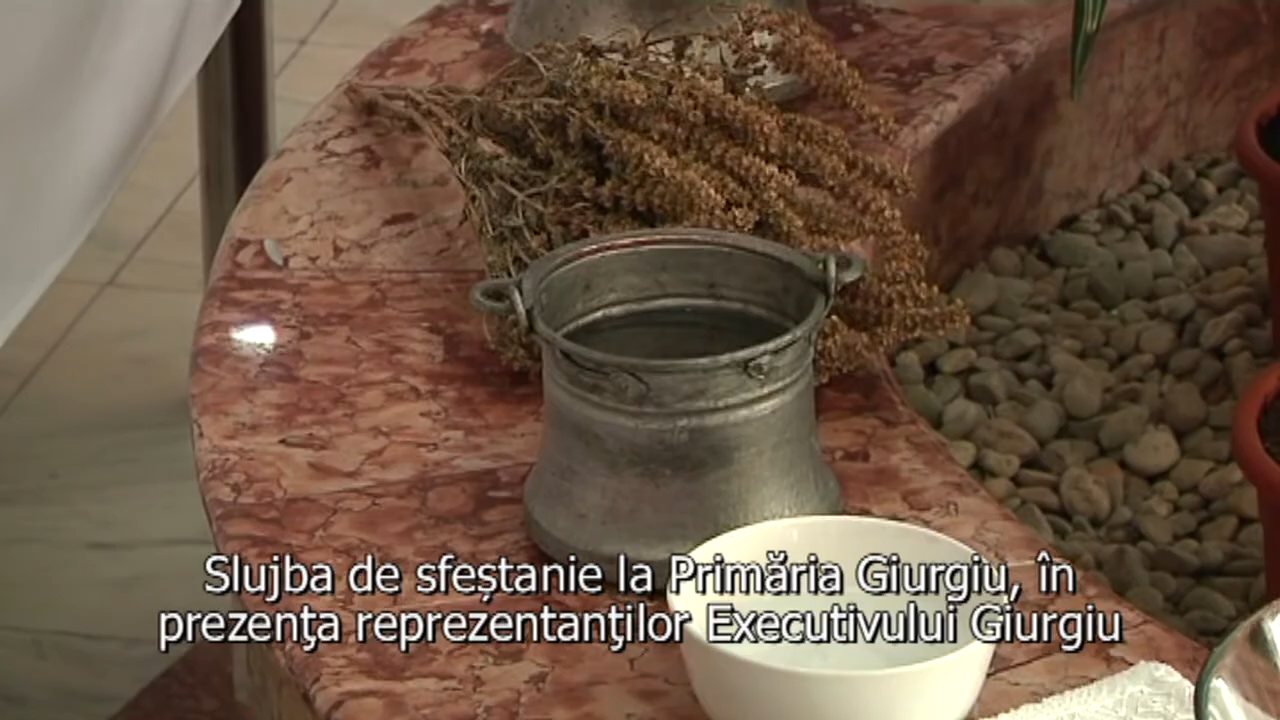 Slujba de sfeștanie la Primăria Giurgiu, în
prezenţa reprezentanţilor Executivului Giurgiu